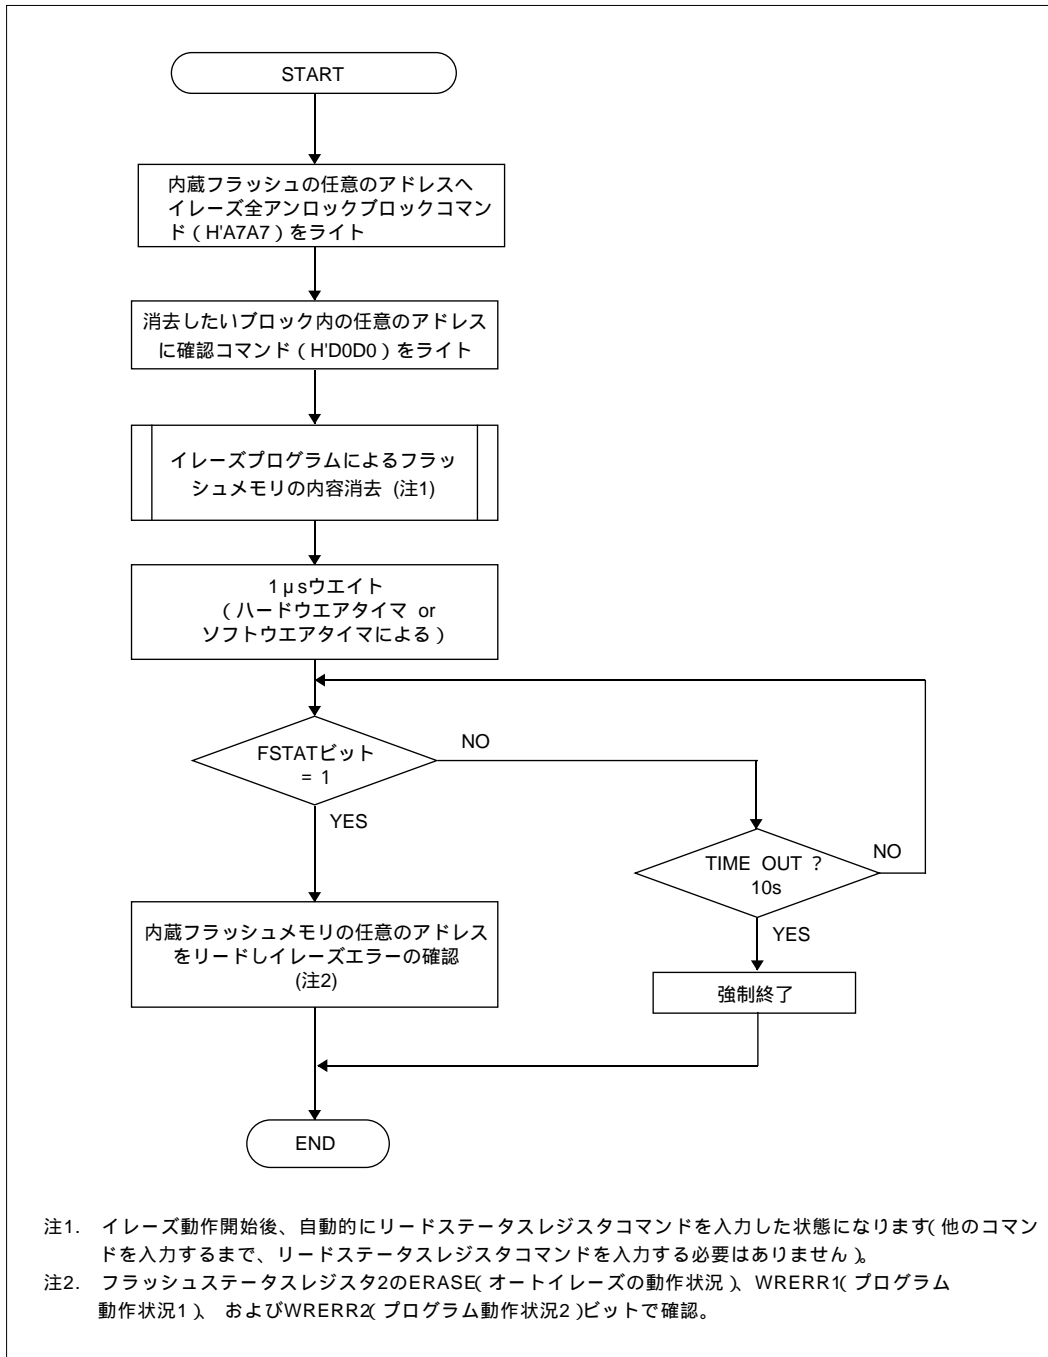 START
内蔵フラッシュの任意のアドレスへ
イレーズ全アンロックブロックコマン
ド（H'A7A7）をライト
消去したいブロック内の任意のアドレス
に確認コマンド（H'D0D0）をライト
イレーズプログラムによるフラッ
シュメモリの内容消去 (注1)
1μsウエイト
（ハードウエアタイマ or
ソフトウエアタイマによる）
FSTATビット
= 1
NO
YES
TIME OUT ?
10s
NO
YES
内蔵フラッシュメモリの任意のアドレス
をリードしイレーズエラーの確認
(注2)
強制終了
END
注1. イレーズ動作開始後、自動的にリードステータスレジスタコマンドを入力した状態になります（他のコマン
ドを入力するまで、リードステータスレジスタコマンドを入力する必要はありません）。
注2. フラッシュステータスレジスタ2のERASE（オートイレーズの動作状況）、WRERR1（プログラム
動作状況1）、およびWRERR2（プログラム動作状況2）ビットで確認。